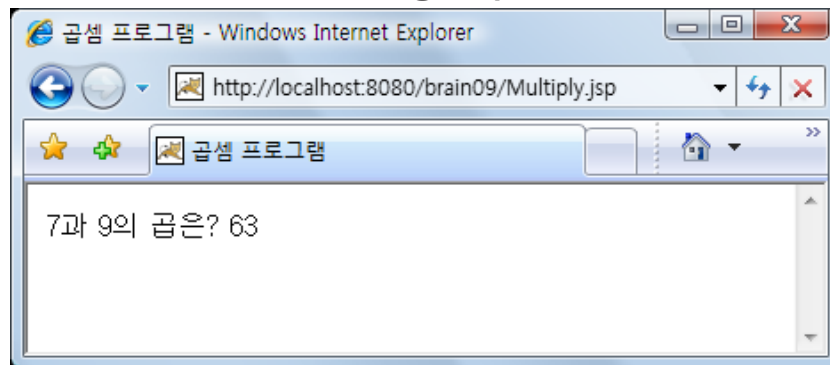 곱셈 프로그램 - Windows Internet Explorer
http://localhost:8080/brain09/Multiply.jsp
곱셈 프로그램
7과 9의 곱은? 63